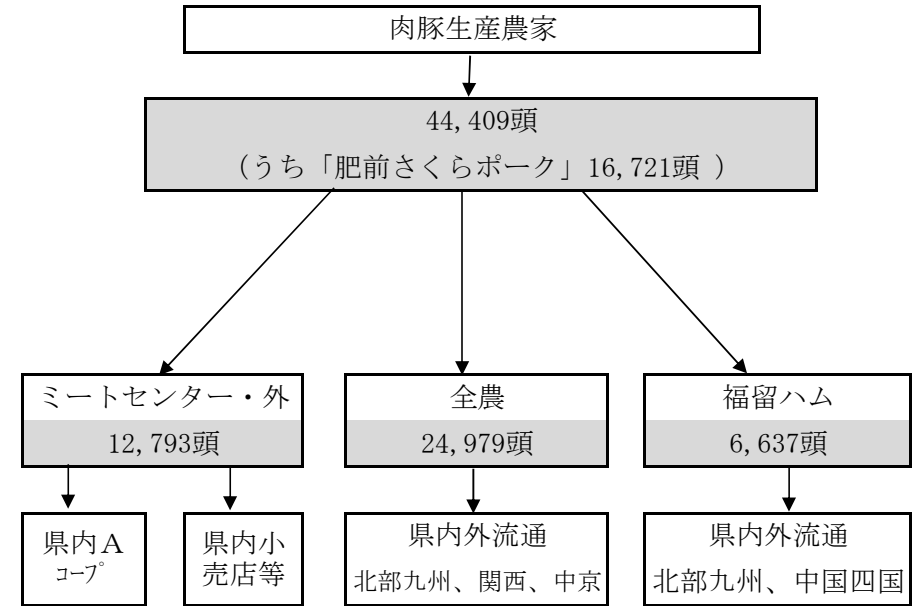 肉豚生産農家
44,409頭
(うち「肥前さくらポーク」16,721頭 )
ミートセンター・外
12,793頭
全農
24,979頭
福留ハム
6,637頭
県内A
コープ
県内小
売店等
県内外流通
北部九州、関西、中京
県内外流通
北部九州、中国四国